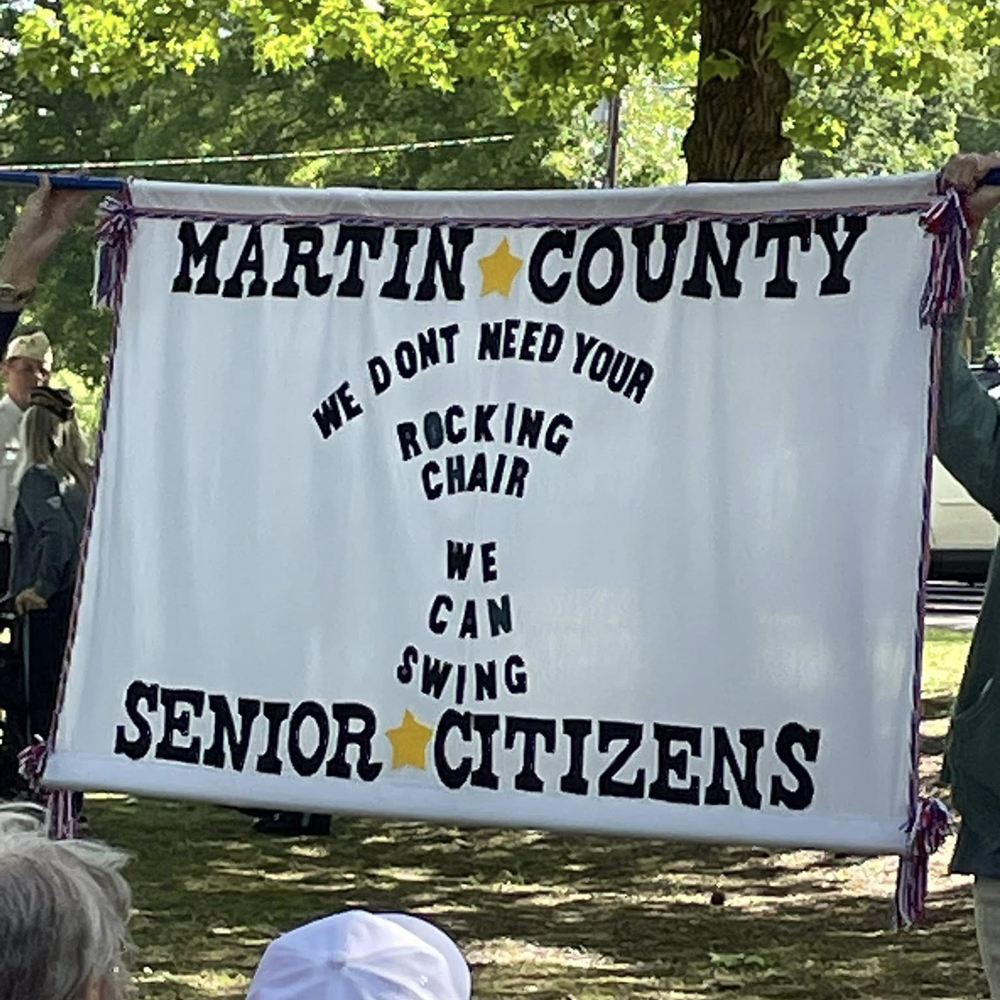 MARTIN COUNTY
WE DONT NEED YOUR
ROCKING
CHAIR
WE
CAN
SWING
SENIOR CITIZENS